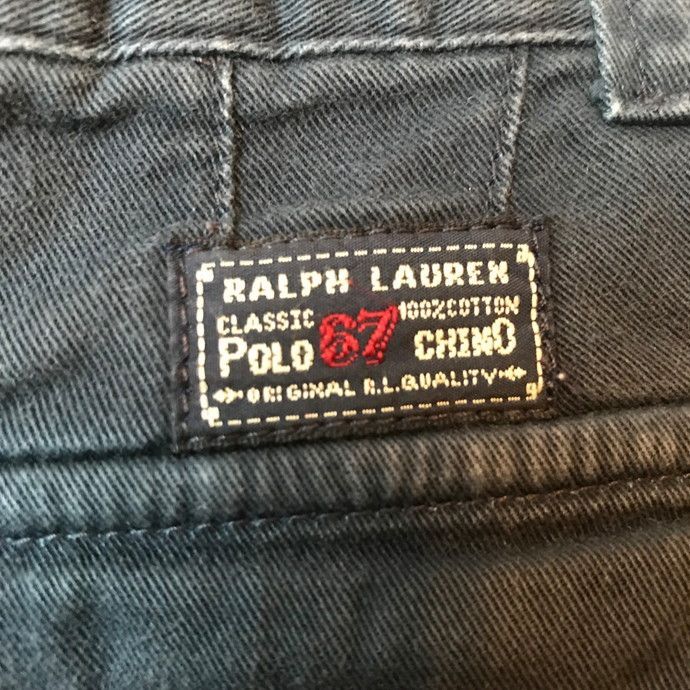 RALPH LAUREN
CLASSIC 67 100%COTTON
POLO CHINO
ORIGINAL R.L.QUALITY